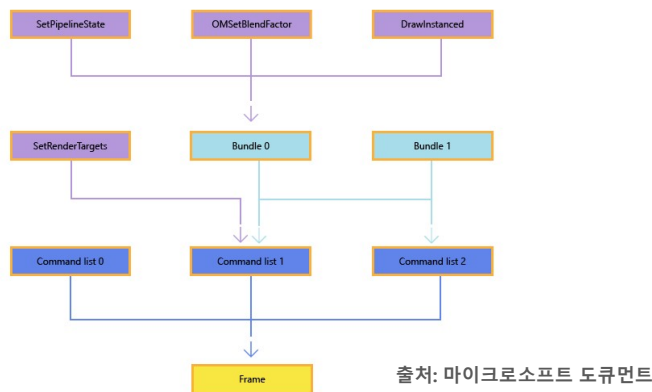 SetPipelineState
OMSetBlendFactor
DrawInstanced
SetRenderTargets
Bundle 0
Bundle 1
Command list 0
Command list 1
Command list 2
Frame
출처: 마이크로소프트 도큐먼트